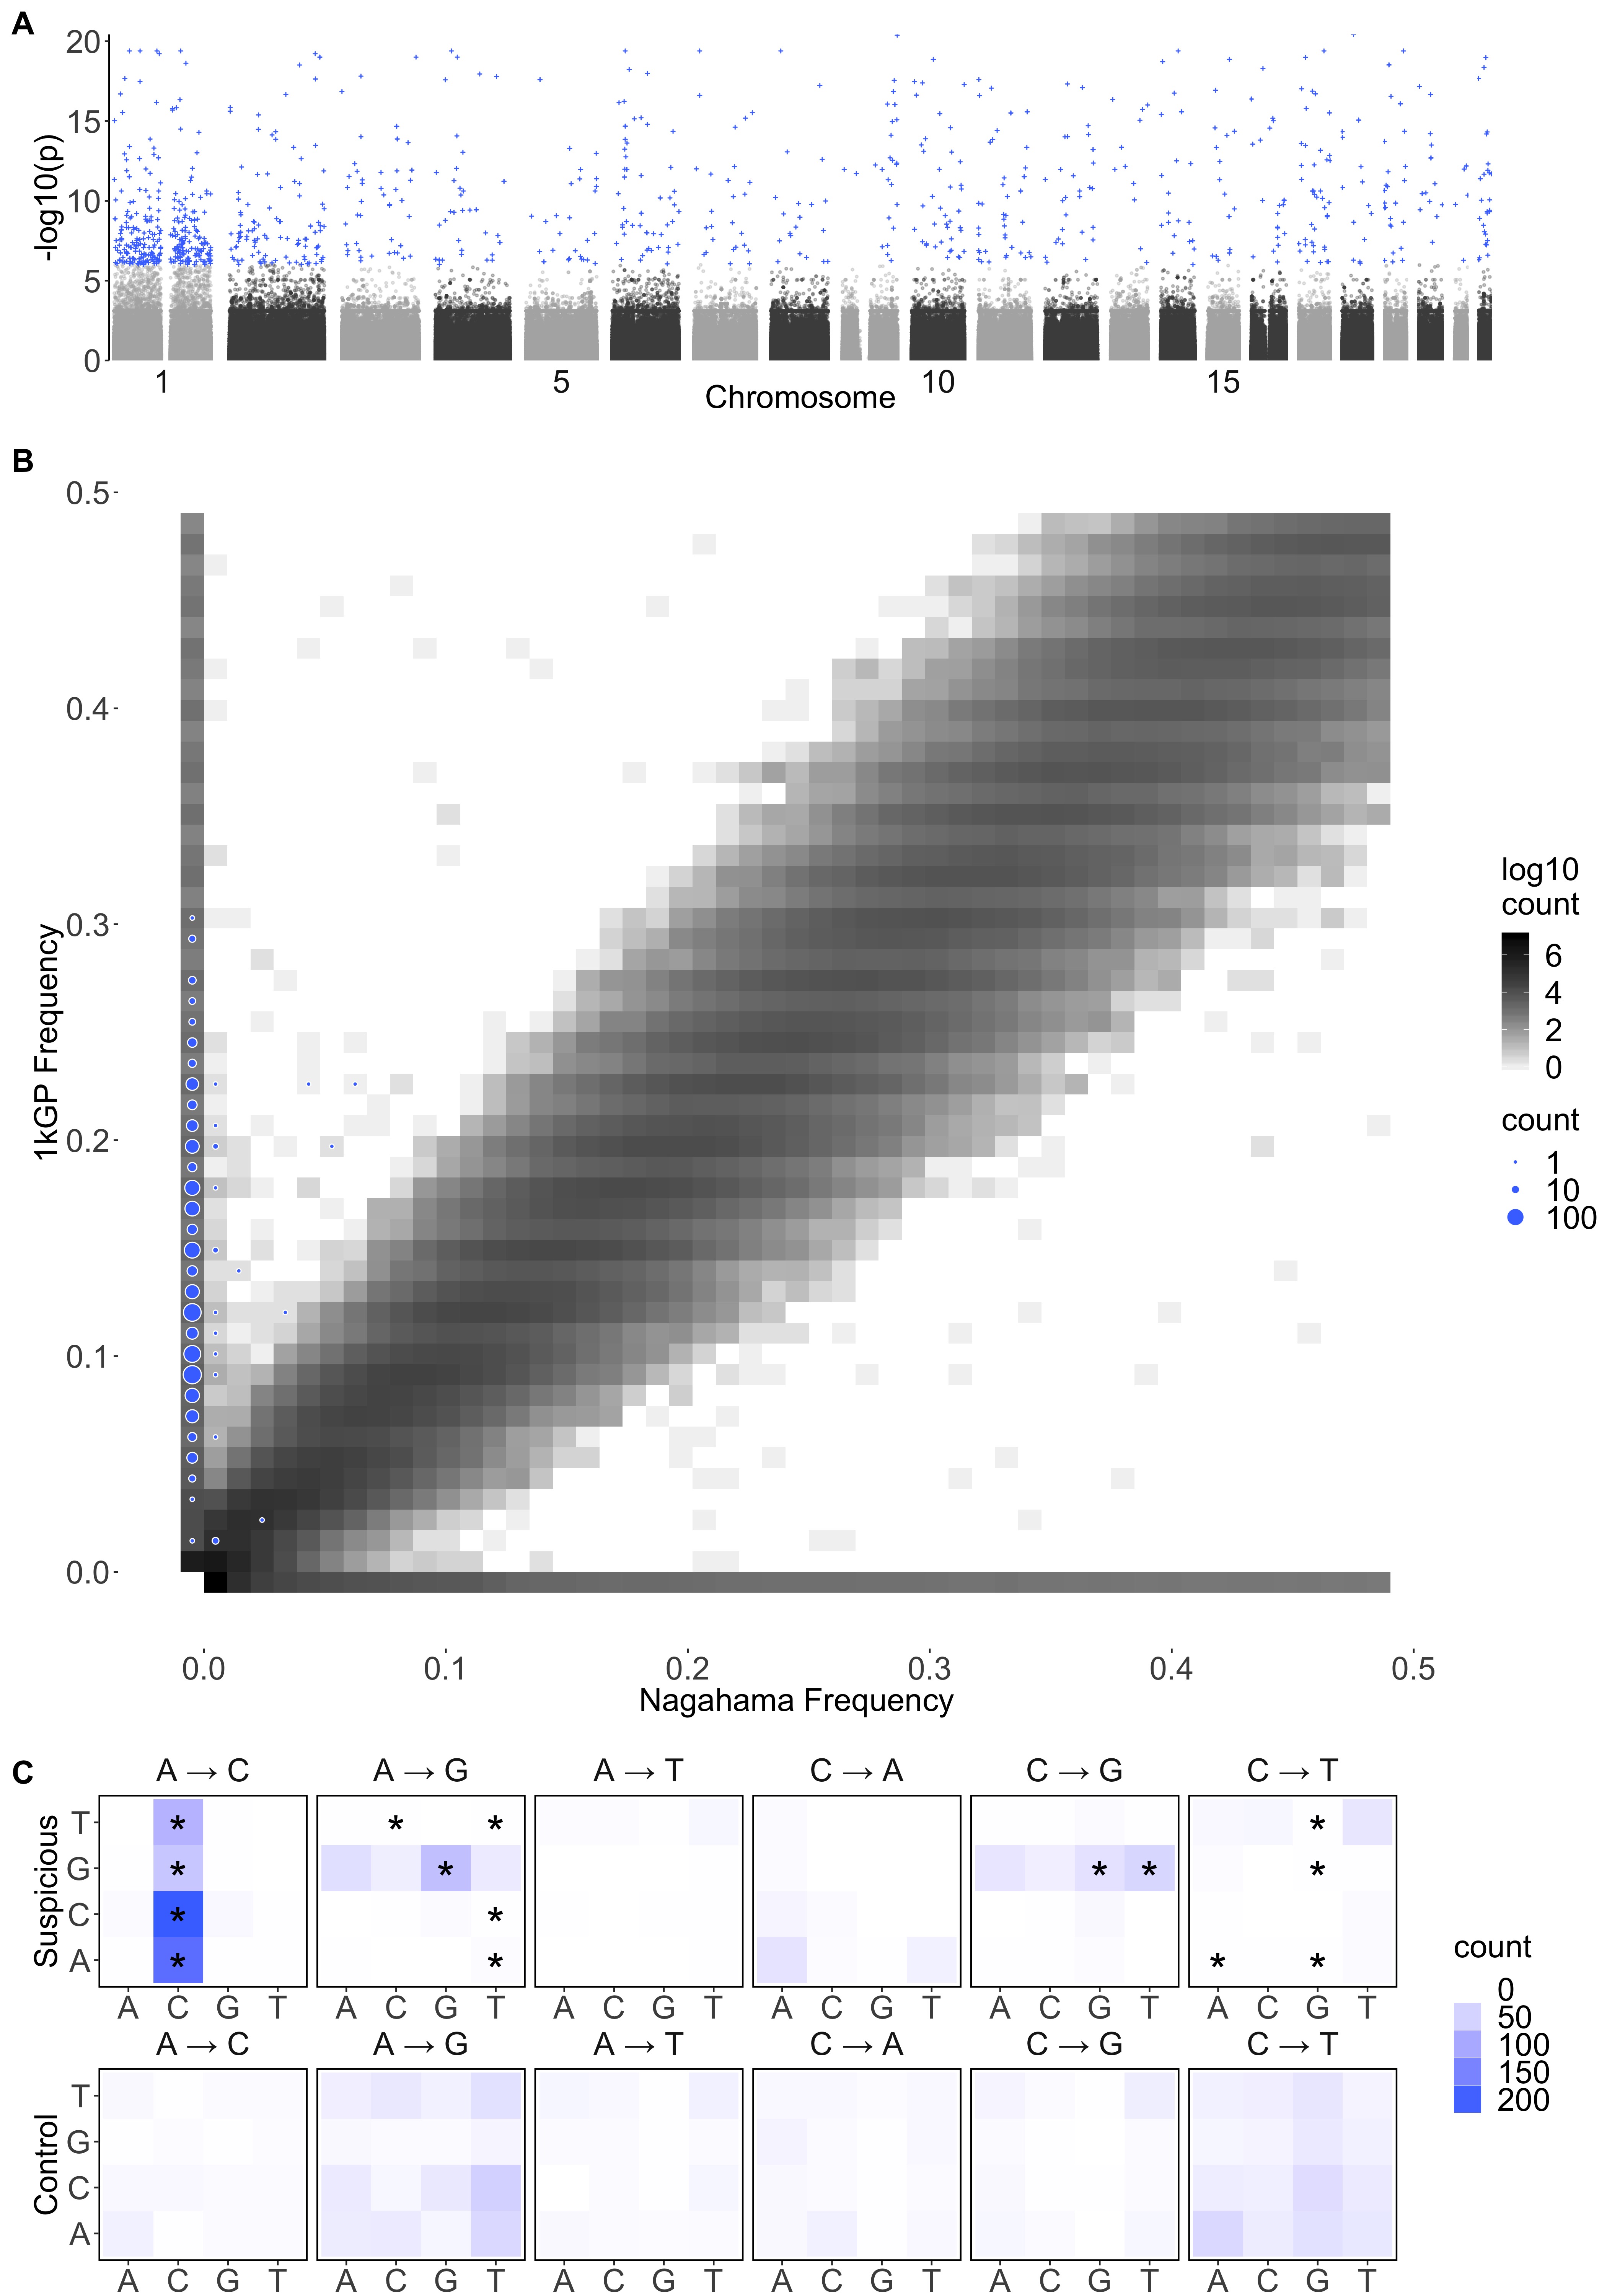 A
-log10(p)
20
15
10
5
0
1 5 10 15
Chromosome
B
1kGP Frequency
0.5
0.4
0.3
0.2
0.1
0.0
0.0 0.1 0.2 0.3 0.4 0.5
Nagahama Frequency
log10
count
6
4
2
0
count
1
10
100
C
A → C A → G A → T C → A C → G C → T
Suspicious
T * * * *
G * * * * *
C * *
A * * * *
A C G T A C G T A C G T A C G T A C G T A C G T
A → C A → G A → T C → A C → G C → T
Control
T
G
C
A
A C G T A C G T A C G T A C G T A C G T A C G T
count
0
50
100
150
200